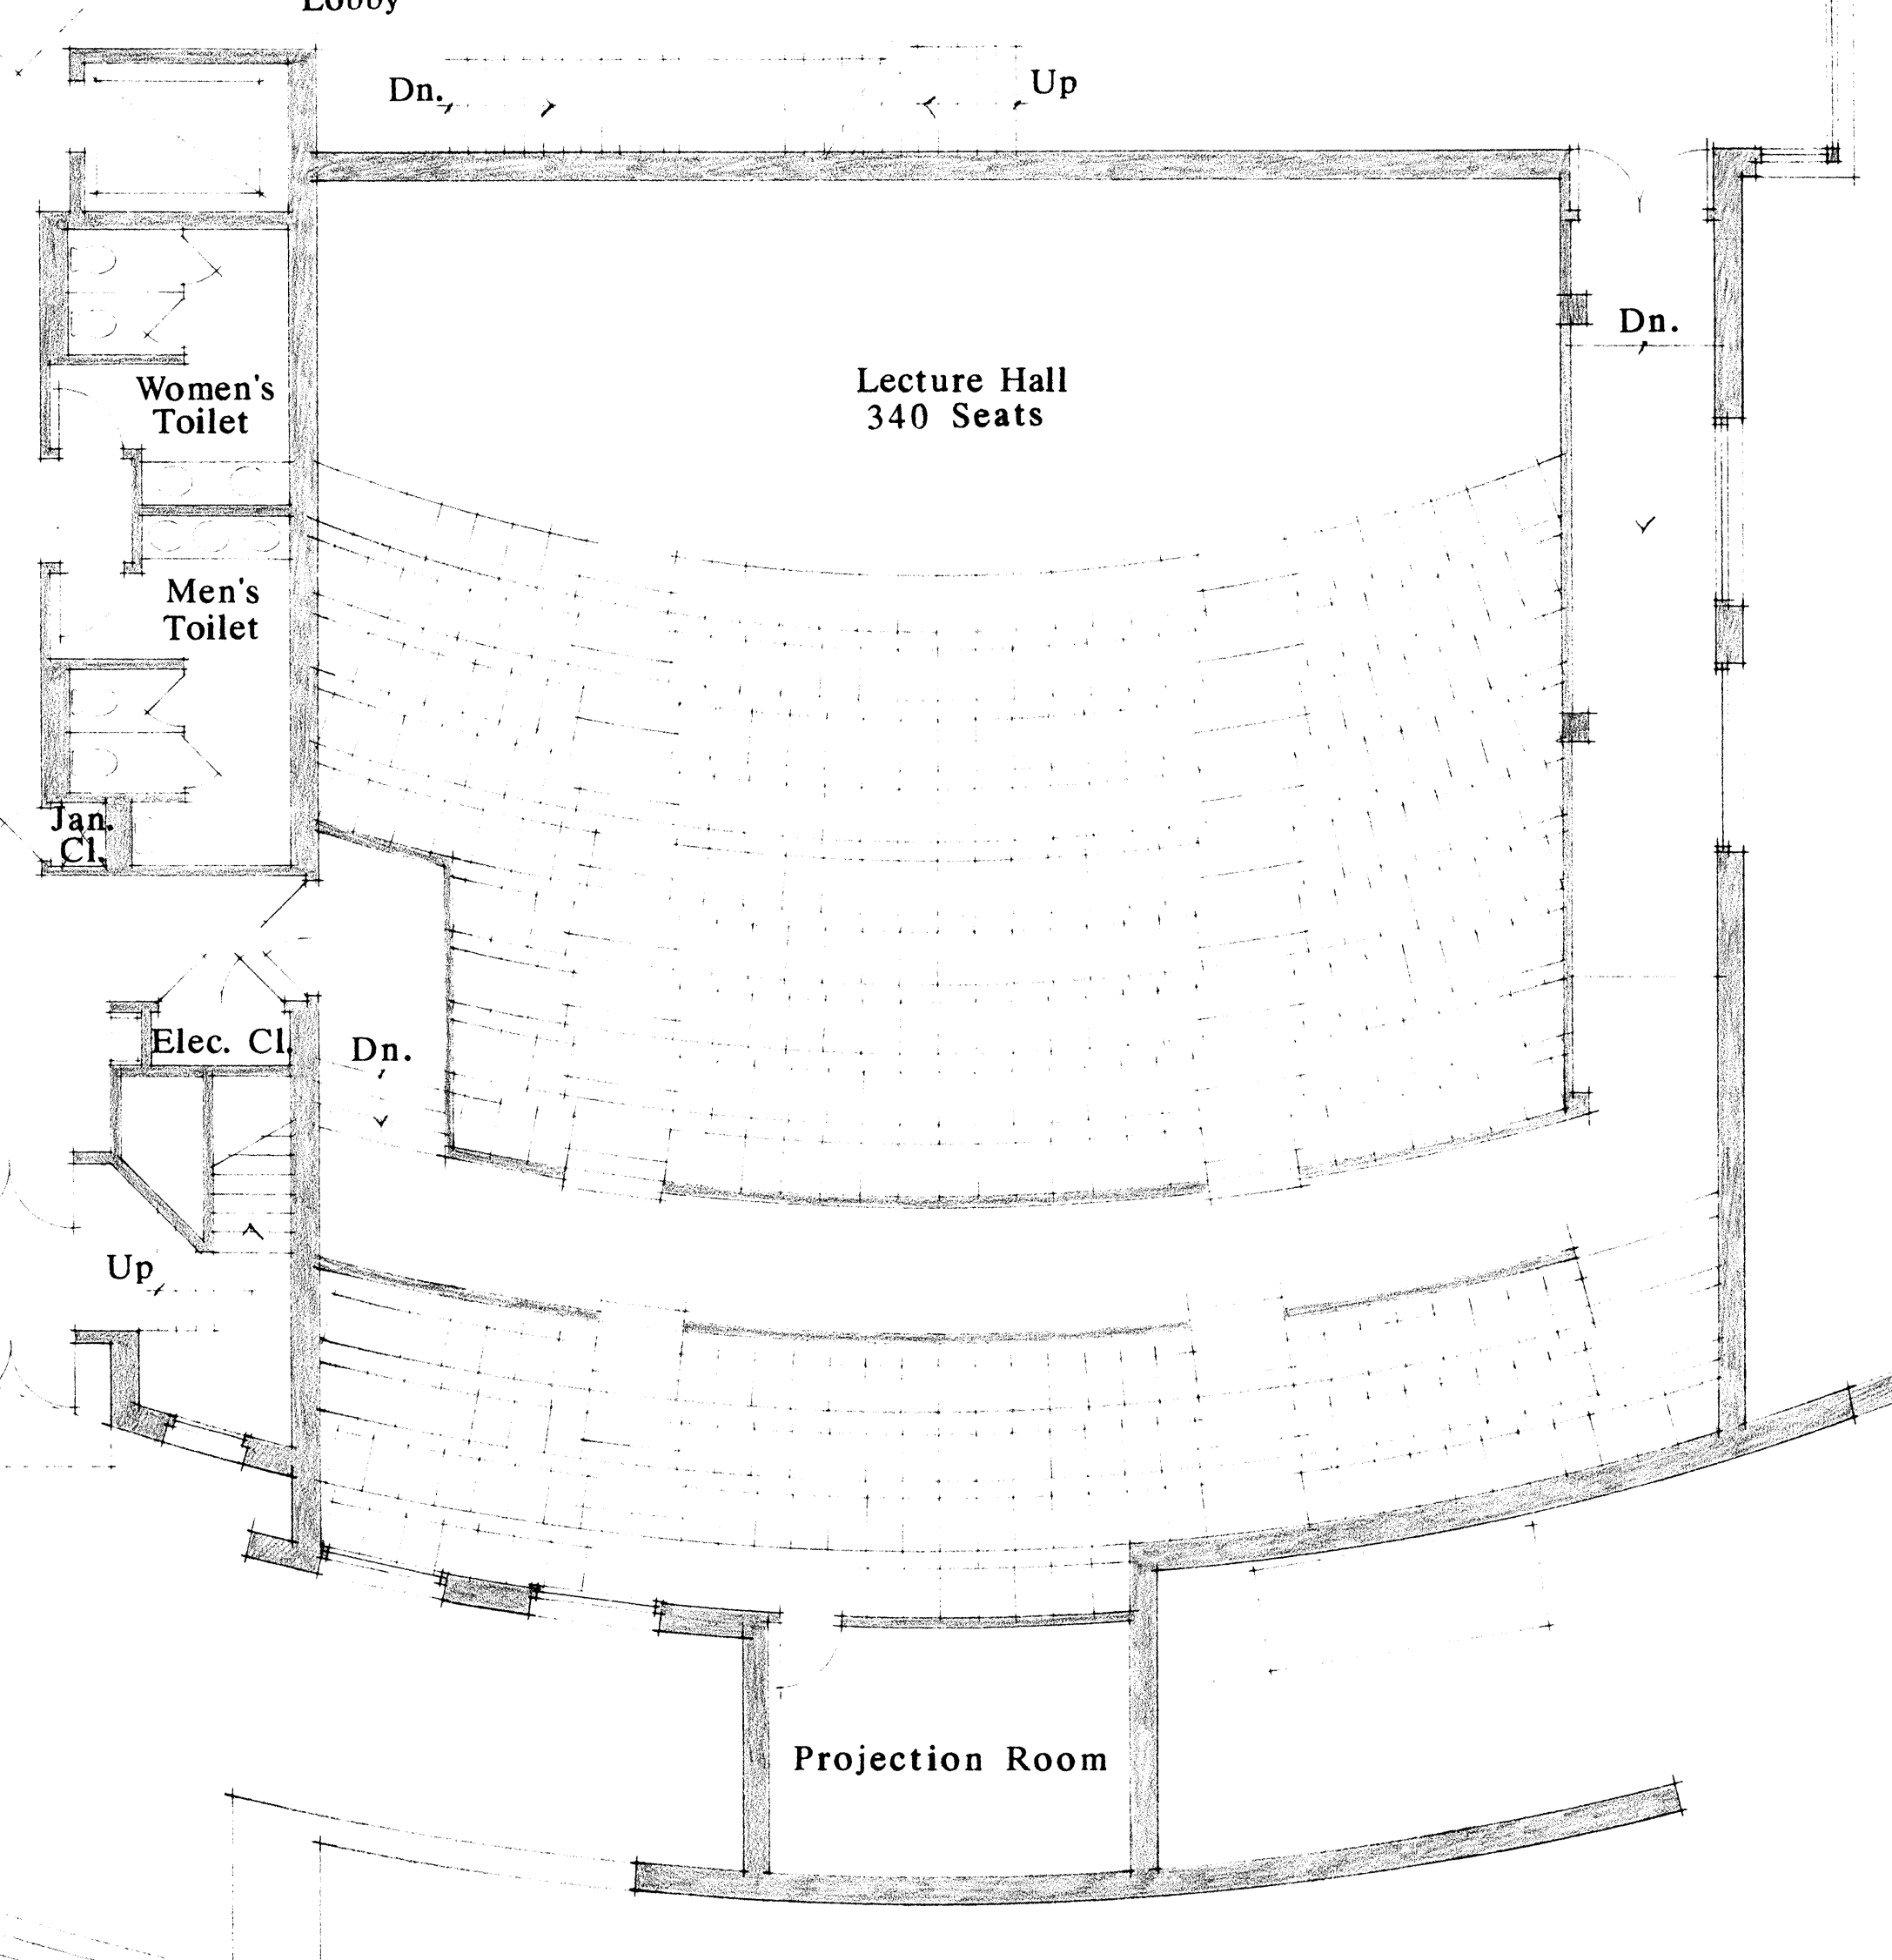 Lobby
Dn.
Up
Dn.
Lecture Hall
340 Seats
Women's
Toilet
Men's
Toilet
Jan.
Cl.
Elec. Cl.
Dn.
Up
Projection Room